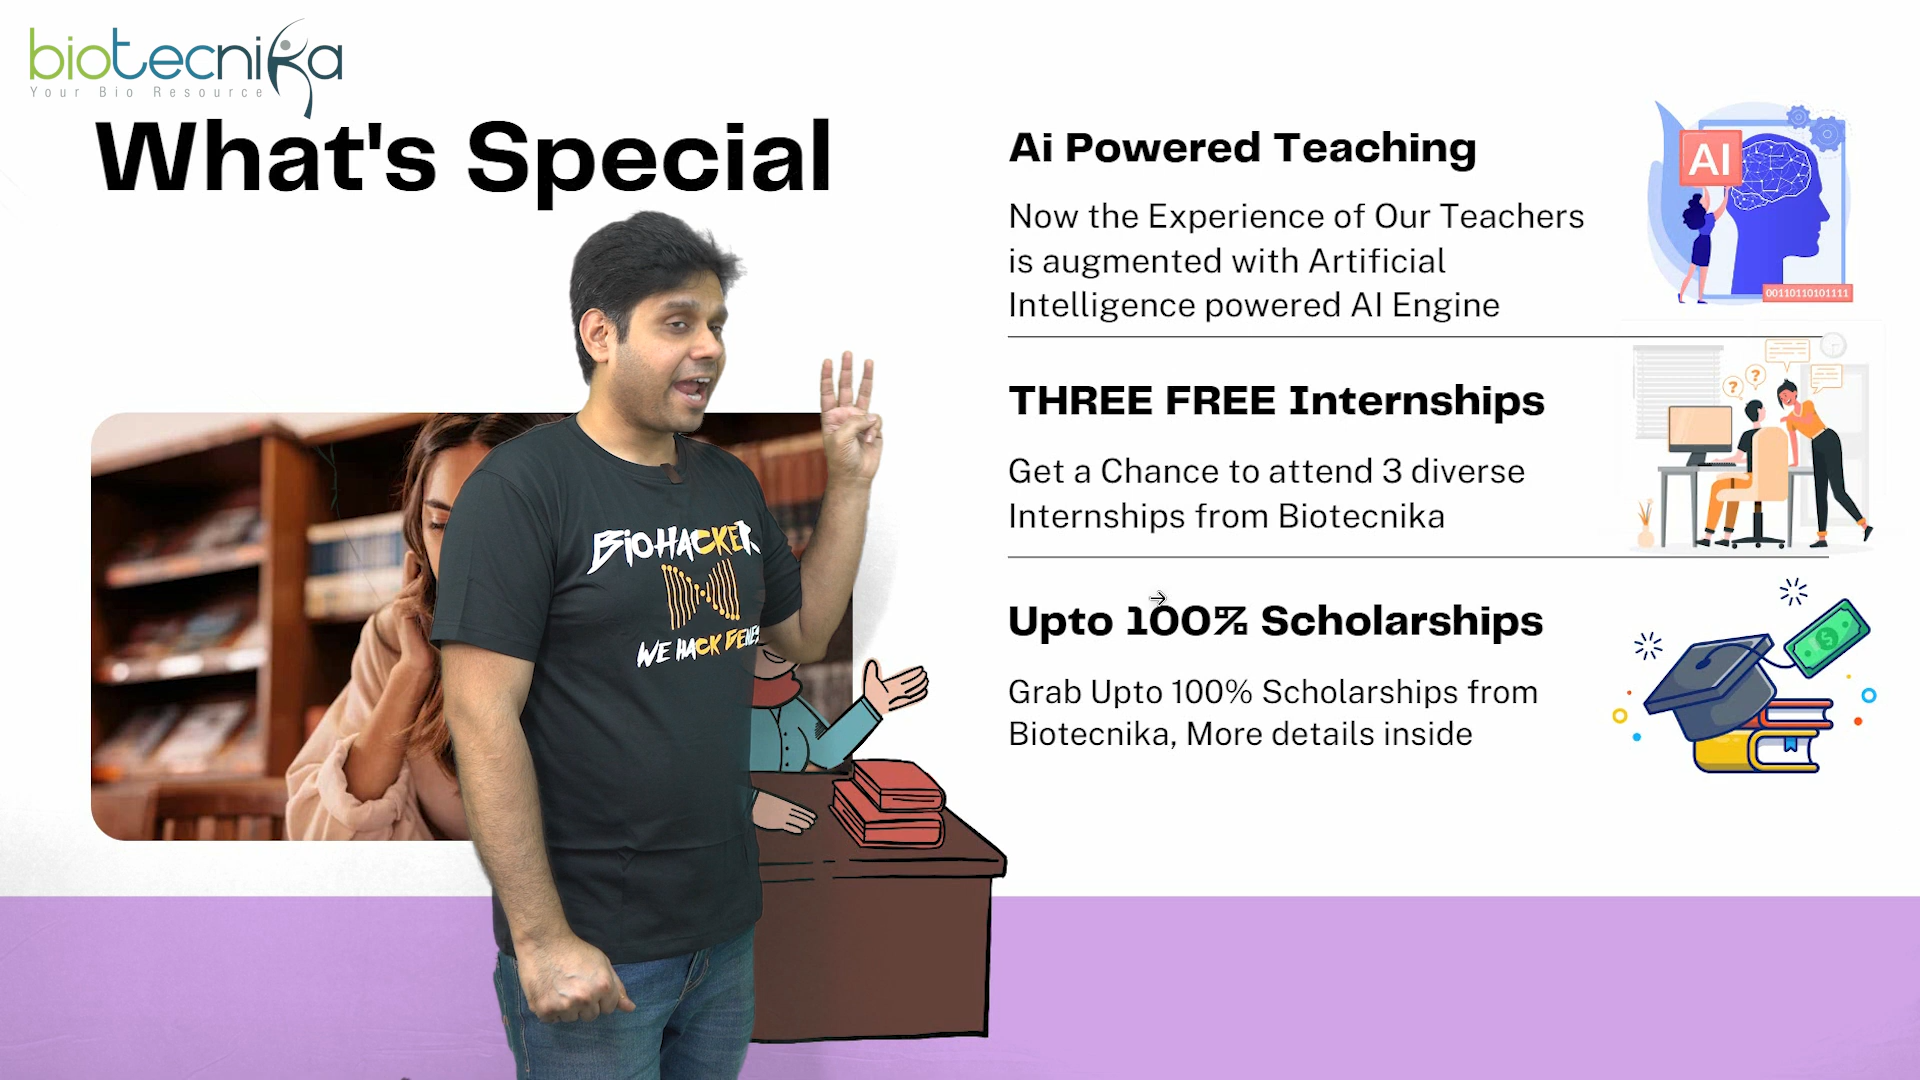 biotecnika
Your Bio Resource
What's Special
Ai Powered Teaching
Now the Experience of Our Teachers
is augmented with Artificial
Intelligence powered AI Engine
AI
00110110101111
THREE FREE Internships
Get a Chance to attend 3 diverse
Internships from Biotecnika
? ?
BiOHACKER
WE HACK GENES
Upto 100% Scholarships
Grab Upto 100% Scholarships from
Biotecnika, More details inside
$